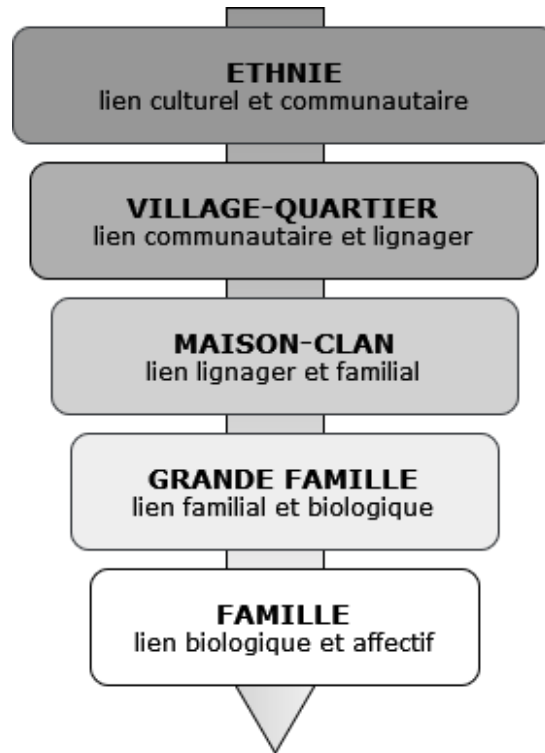 ETHNIE
lien culturel et communautaire
VILLAGE-QUARTIER
lien communautaire et lignager
MAISON-CLAN
lien lignager et familial
GRANDE FAMILLE
lien familial et biologique
FAMILLE
lien biologique et affectif